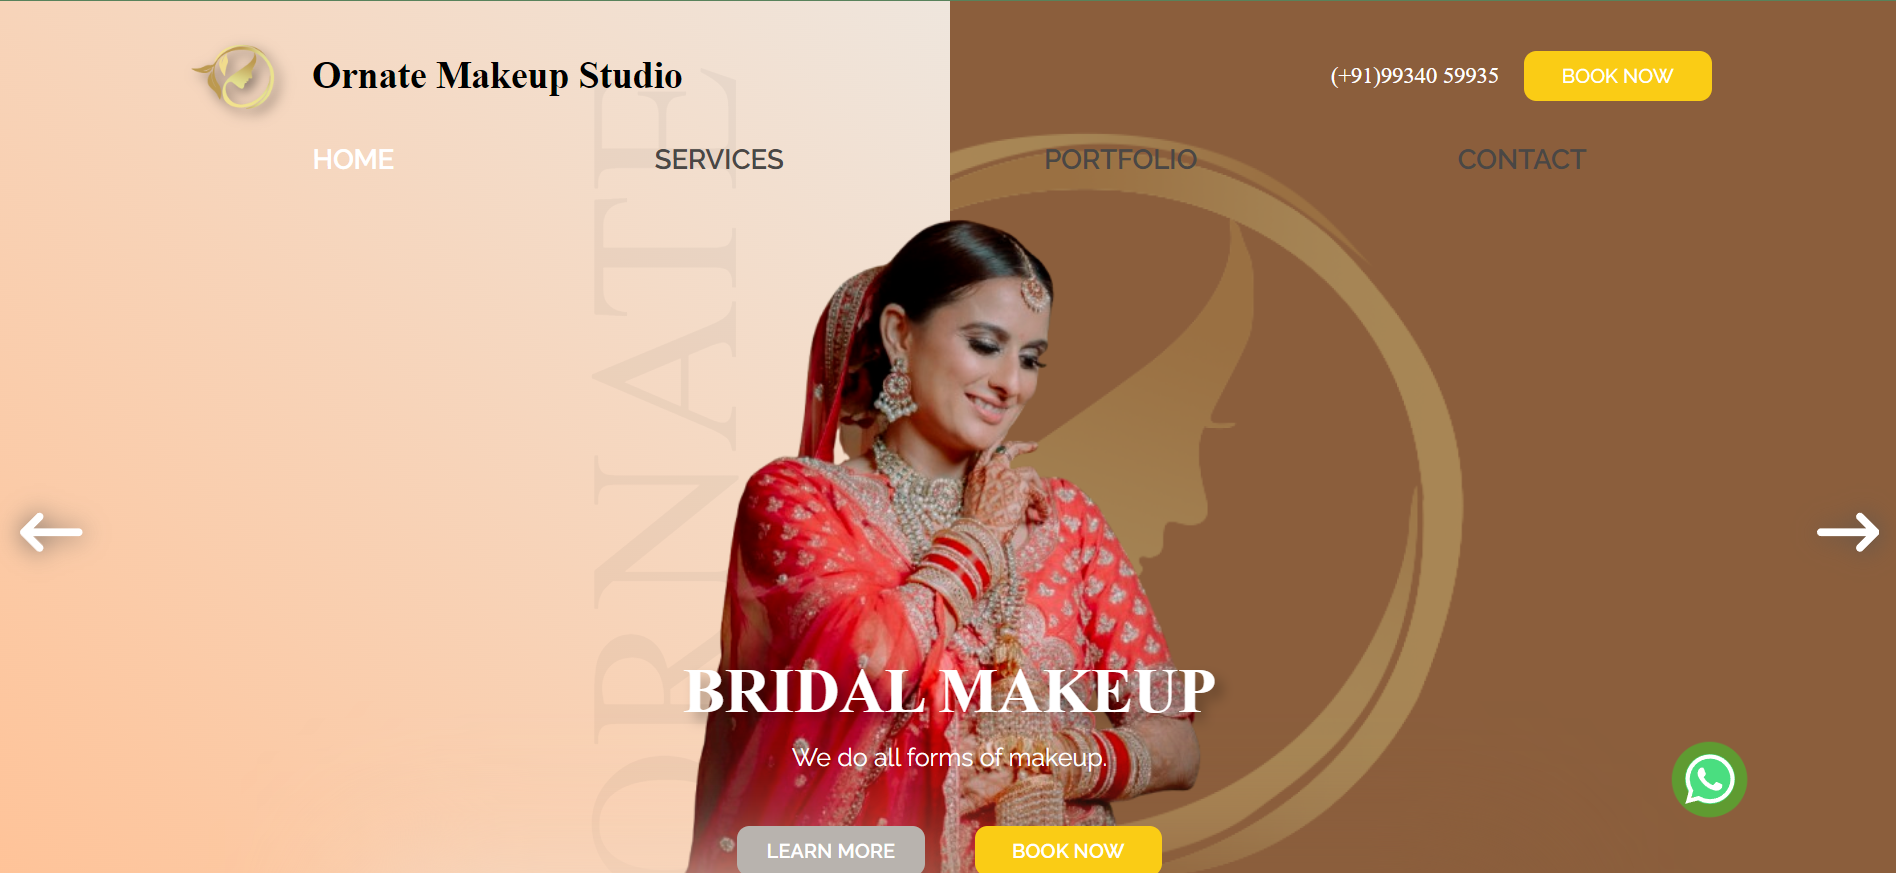 Ornate Makeup Studio
(+91)99340 59935
BOOK NOW
HOME
SERVICES
PORTFOLIO
CONTACT
ORNATE
BRIDAL MAKEUP
We do all forms of makeup.
LEARN MORE
BOOK NOW